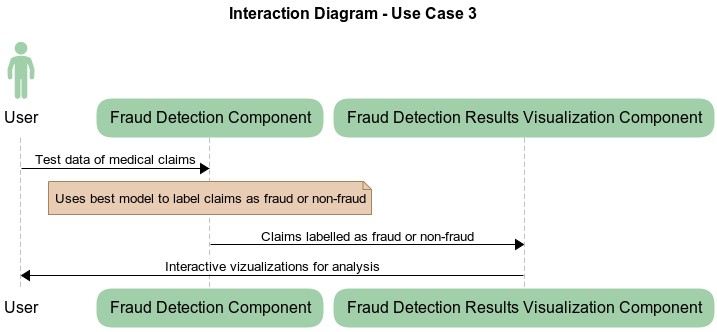 Interaction Diagram - Use Case 3
User
Fraud Detection Component
Fraud Detection Results Visualization Component
Test data of medical claims
Uses best model to label claims as fraud or non-fraud
Claims labelled as fraud or non-fraud
Interactive vizualizations for analysis
User
Fraud Detection Component
Fraud Detection Results Visualization Component